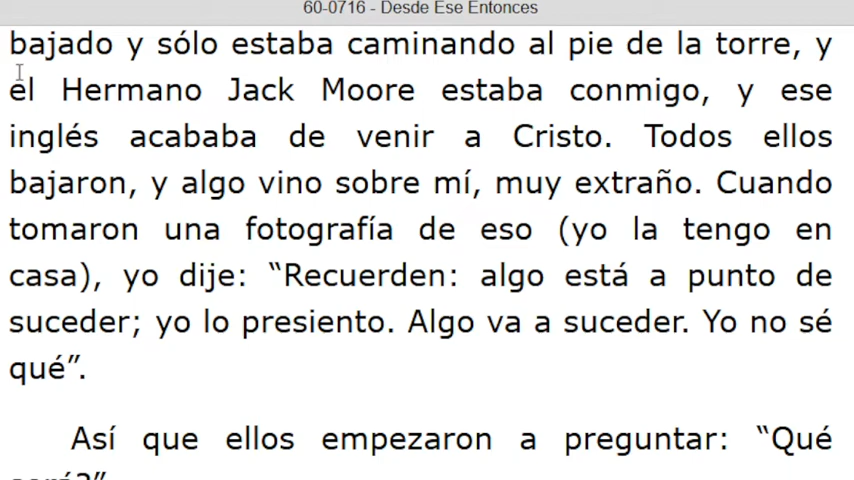 60-0716 - Desde Ese Entonces
bajado y sólo estaba caminando al pie de la torre, y
el Hermano Jack Moore estaba conmigo, y ese
inglés acababa de venir a Cristo. Todos ellos
bajaron, y algo vino sobre mí, muy extraño. Cuando
tomaron una fotografía de eso (yo la tengo en
casa), yo dije: “Recuerden: algo está a punto de
suceder; yo lo presiento. Algo va a suceder. Yo no sé
qué”.
Así que ellos empezaron a preguntar: “Qué
será?”